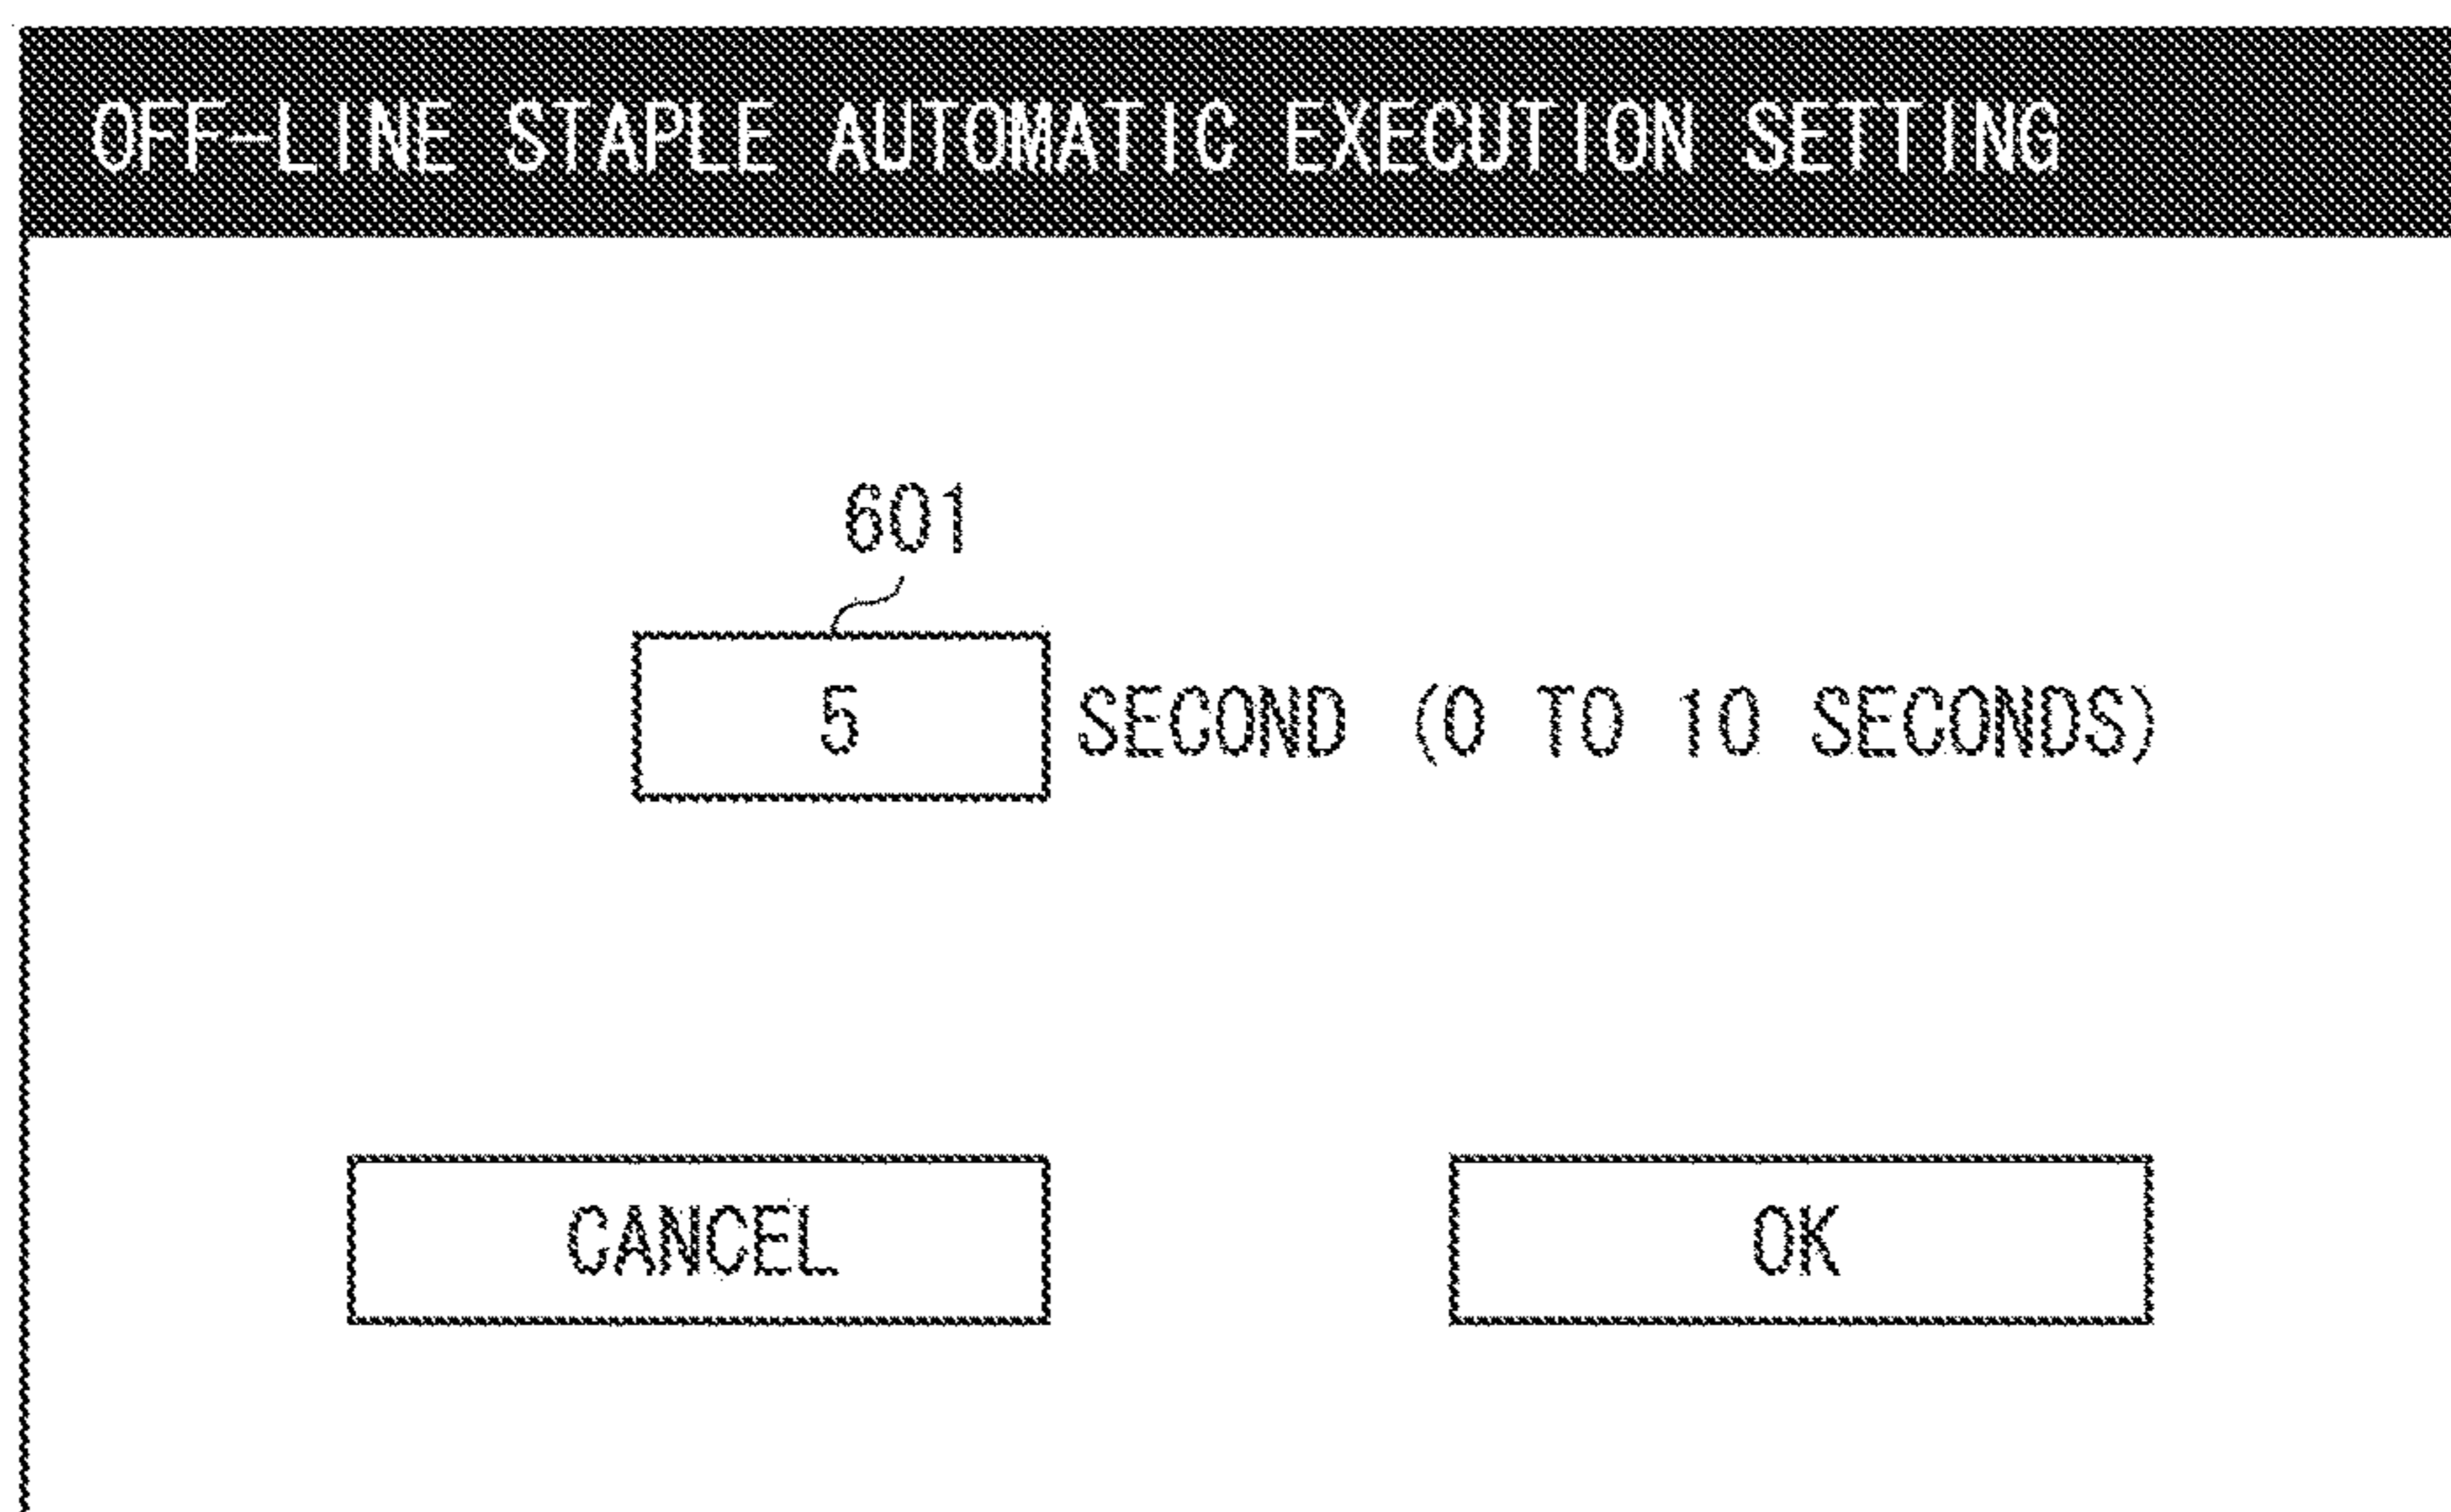 OFF-LINE STAPLE AUTOMATIC EXECUTION SETTING
601
5 SECOND (0 TO 10 SECONDS)
CANCEL OK